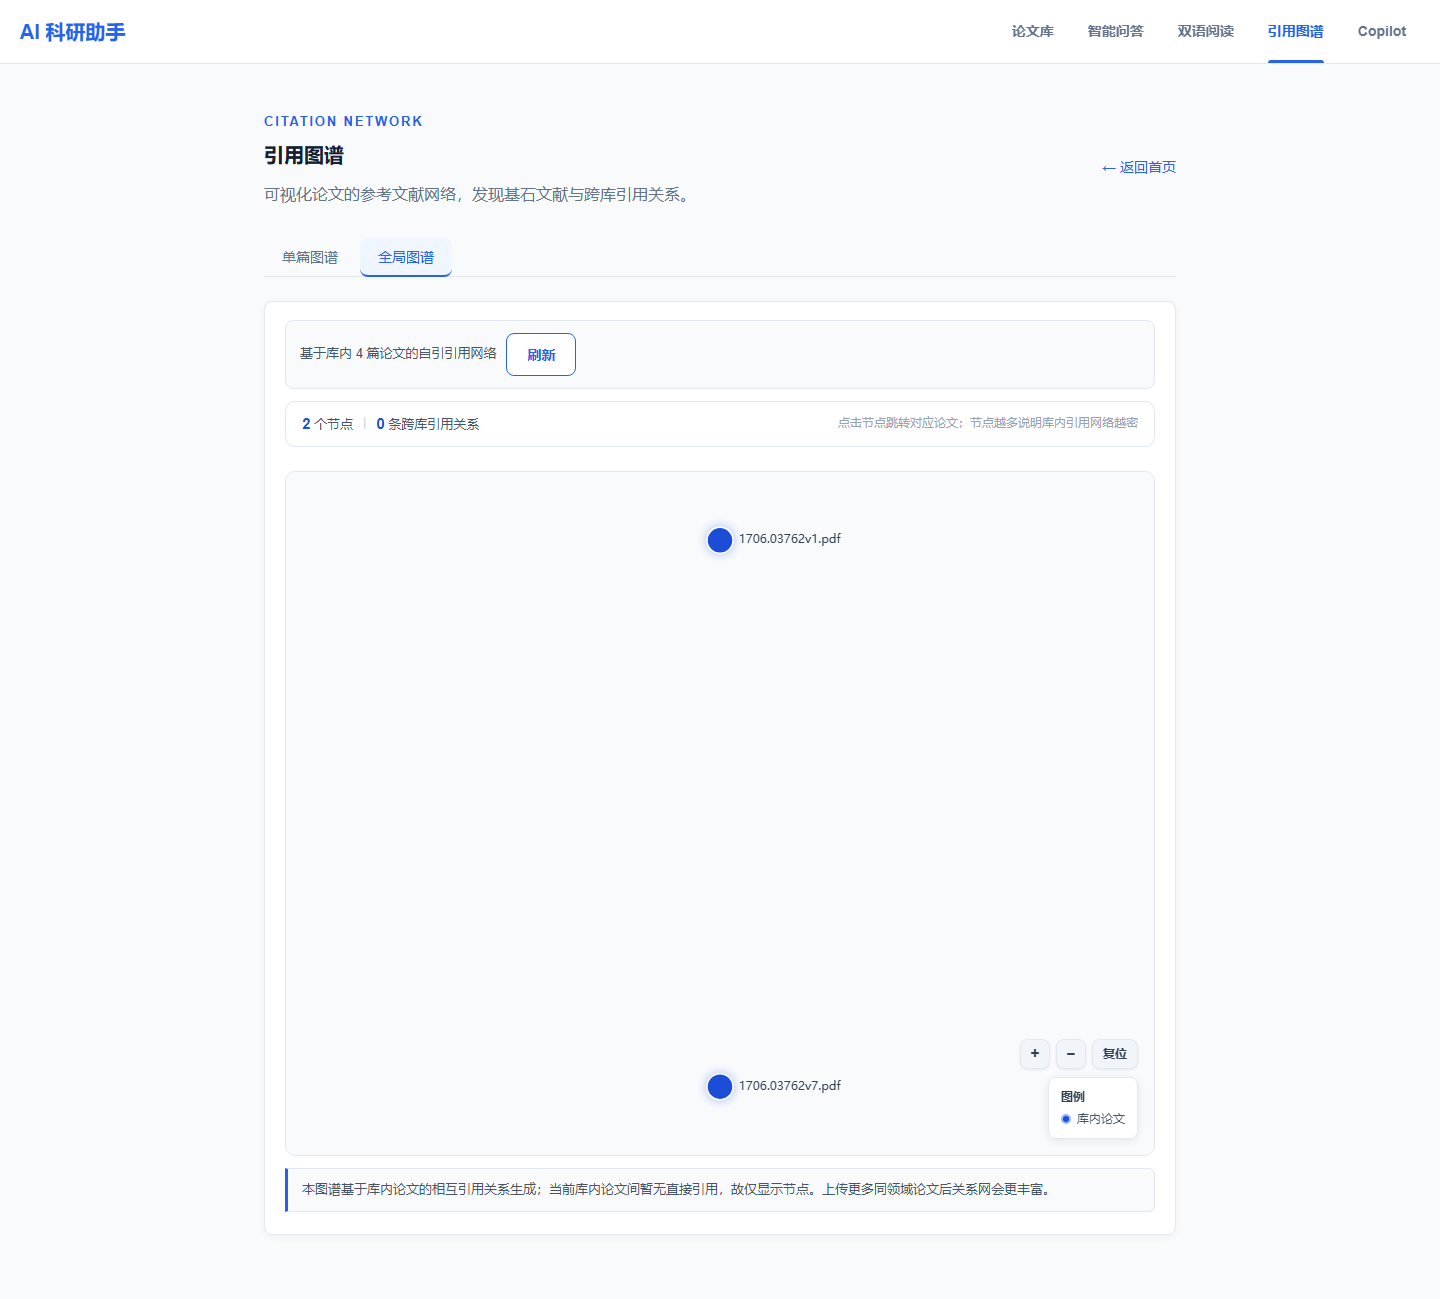 AI 科研助手
论文库 智能问答 双语阅读 引用图谱 Copilot
CITATION NETWORK
引用图谱
← 返回首页
可视化论文的参考文献网络，发现基石文献与跨库引用关系。
单篇图谱 全局图谱
基于库内 4 篇论文的自引引用网络 刷新
2 个节点 | 0 条跨库引用关系 点击节点跳转对应论文；节点越多说明库内引用网络越密
1706.03762v1.pdf
+ − 复位
1706.03762v7.pdf
图例
库内论文
本图谱基于库内论文的相互引用关系生成；当前库内论文间暂无直接引用，故仅显示节点。上传更多同领域论文后关系网会更丰富。